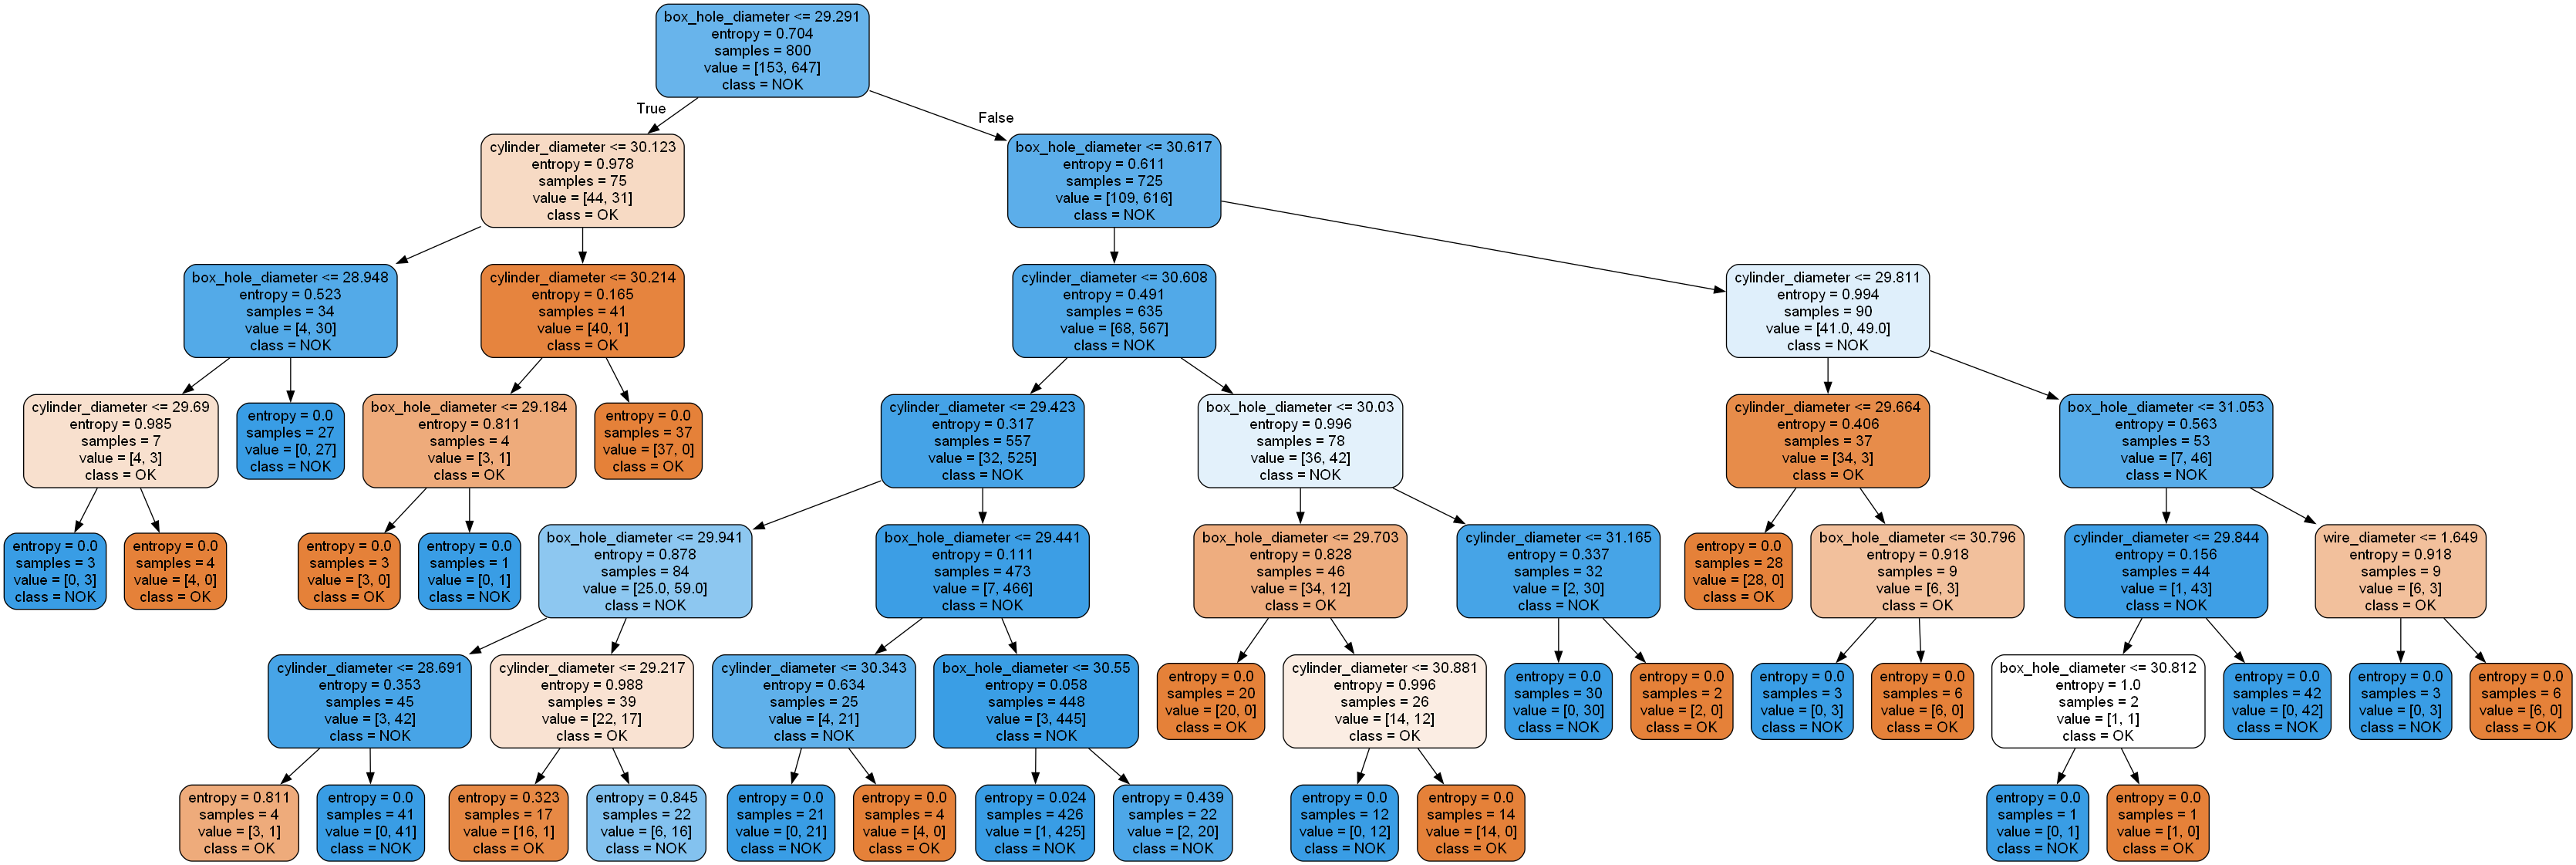 box_hole_diameter <= 29.291
entropy = 0.704
samples = 800
value = [153, 647]
class = NOK
True
False
cylinder_diameter <= 30.123
entropy = 0.978
samples = 75
value = [44, 31]
class = OK
box_hole_diameter <= 30.617
entropy = 0.611
samples = 725
value = [109, 616]
class = NOK
box_hole_diameter <= 28.948
entropy = 0.523
samples = 34
value = [4, 30]
class = NOK
cylinder_diameter <= 30.214
entropy = 0.165
samples = 41
value = [40, 1]
class = OK
cylinder_diameter <= 30.608
entropy = 0.491
samples = 635
value = [68, 567]
class = NOK
cylinder_diameter <= 29.811
entropy = 0.994
samples = 90
value = [41.0, 49.0]
class = NOK
cylinder_diameter <= 29.69
entropy = 0.985
samples = 7
value = [4, 3]
class = OK
entropy = 0.0
samples = 27
value = [0, 27]
class = NOK
box_hole_diameter <= 29.184
entropy = 0.811
samples = 4
value = [3, 1]
class = OK
entropy = 0.0
samples = 37
value = [37, 0]
class = OK
cylinder_diameter <= 29.423
entropy = 0.317
samples = 557
value = [32, 525]
class = NOK
box_hole_diameter <= 30.03
entropy = 0.996
samples = 78
value = [36, 42]
class = NOK
cylinder_diameter <= 29.664
entropy = 0.406
samples = 37
value = [34, 3]
class = OK
box_hole_diameter <= 31.053
entropy = 0.563
samples = 53
value = [7, 46]
class = NOK
entropy = 0.0
samples = 3
value = [0, 3]
class = NOK
entropy = 0.0
samples = 4
value = [4, 0]
class = OK
entropy = 0.0
samples = 3
value = [3, 0]
class = OK
entropy = 0.0
samples = 1
value = [0, 1]
class = NOK
box_hole_diameter <= 29.941
entropy = 0.878
samples = 84
value = [25.0, 59.0]
class = NOK
box_hole_diameter <= 29.441
entropy = 0.111
samples = 473
value = [7, 466]
class = NOK
box_hole_diameter <= 29.703
entropy = 0.828
samples = 46
value = [34, 12]
class = OK
cylinder_diameter <= 31.165
entropy = 0.337
samples = 32
value = [2, 30]
class = NOK
entropy = 0.0
samples = 28
value = [28, 0]
class = OK
box_hole_diameter <= 30.796
entropy = 0.918
samples = 9
value = [6, 3]
class = OK
cylinder_diameter <= 29.844
entropy = 0.156
samples = 44
value = [1, 43]
class = NOK
wire_diameter <= 1.649
entropy = 0.918
samples = 9
value = [6, 3]
class = OK
cylinder_diameter <= 28.691
entropy = 0.353
samples = 45
value = [3, 42]
class = NOK
cylinder_diameter <= 29.217
entropy = 0.988
samples = 39
value = [22, 17]
class = OK
cylinder_diameter <= 30.343
entropy = 0.634
samples = 25
value = [4, 21]
class = NOK
box_hole_diameter <= 30.55
entropy = 0.058
samples = 448
value = [3, 445]
class = NOK
entropy = 0.0
samples = 20
value = [20, 0]
class = OK
cylinder_diameter <= 30.881
entropy = 0.996
samples = 26
value = [14, 12]
class = OK
entropy = 0.0
samples = 30
value = [0, 30]
class = NOK
entropy = 0.0
samples = 2
value = [2, 0]
class = OK
entropy = 0.0
samples = 3
value = [0, 3]
class = NOK
entropy = 0.0
samples = 6
value = [6, 0]
class = OK
box_hole_diameter <= 30.812
entropy = 1.0
samples = 2
value = [1, 1]
class = OK
entropy = 0.0
samples = 42
value = [0, 42]
class = NOK
entropy = 0.0
samples = 3
value = [0, 3]
class = NOK
entropy = 0.0
samples = 6
value = [6, 0]
class = OK
entropy = 0.811
samples = 4
value = [3, 1]
class = OK
entropy = 0.0
samples = 41
value = [0, 41]
class = NOK
entropy = 0.323
samples = 17
value = [16, 1]
class = OK
entropy = 0.845
samples = 22
value = [6, 16]
class = NOK
entropy = 0.0
samples = 21
value = [0, 21]
class = NOK
entropy = 0.0
samples = 4
value = [4, 0]
class = OK
entropy = 0.024
samples = 426
value = [1, 425]
class = NOK
entropy = 0.439
samples = 22
value = [2, 20]
class = NOK
entropy = 0.0
samples = 12
value = [0, 12]
class = NOK
entropy = 0.0
samples = 14
value = [14, 0]
class = OK
entropy = 0.0
samples = 1
value = [0, 1]
class = NOK
entropy = 0.0
samples = 1
value = [1, 0]
class = OK